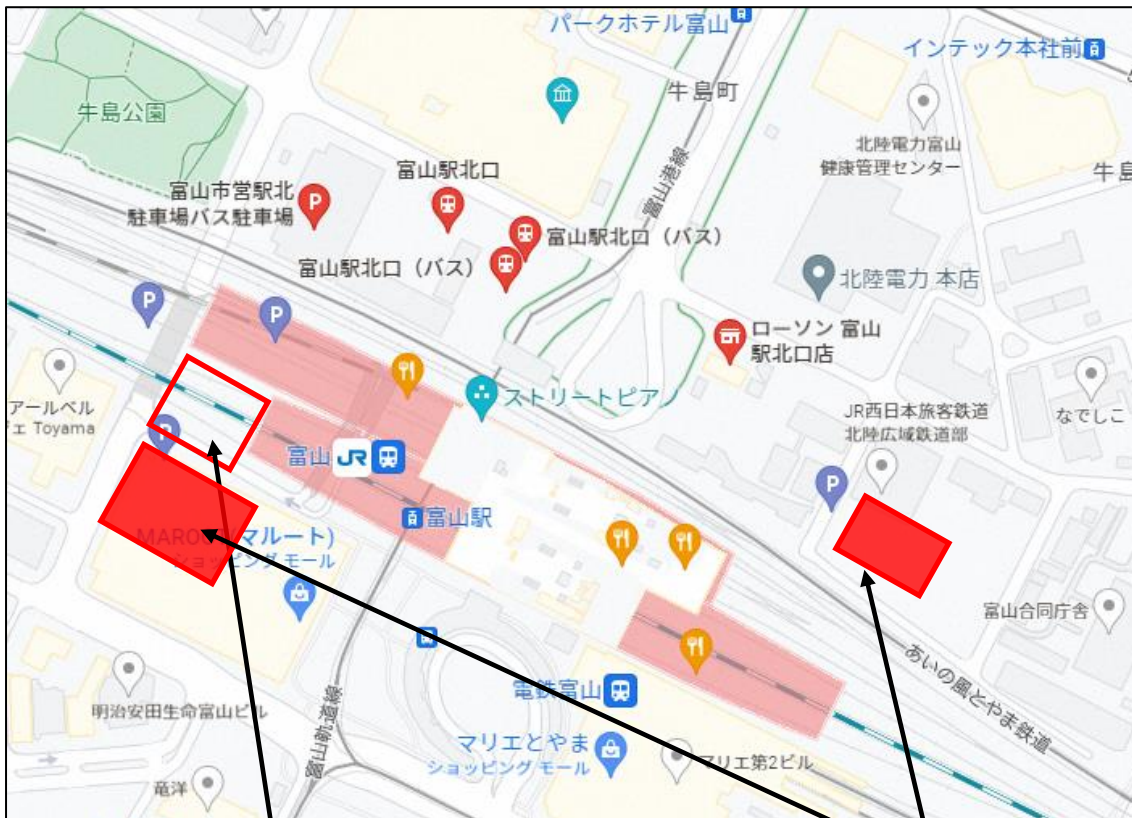 パークホテル富山
インテック本社前
牛島町
牛島公園
北陸電力富山
健康管理センター
牛島
富山市営駅北
駐車場バス駐車場
富山駅北口
富山港線
富山駅北口（バス）
富山駅北口（バス）
北陸電力 本店
P
P
P
ローソン 富山
駅北口店
アールベル
ェ Toyama
ストリートピア
JR西日本旅客鉄道
北陸広域鉄道部
なでしこ
P
富山 JR
P
富山駅
マルート)
ショッピング モール
富山合同庁舎
あいの風とやま鉄道
電鉄富山
明治安田生命富山ビル
富山軌道線
マリエとやま
ショッピング モール
マリエ第2ビル
竜洋